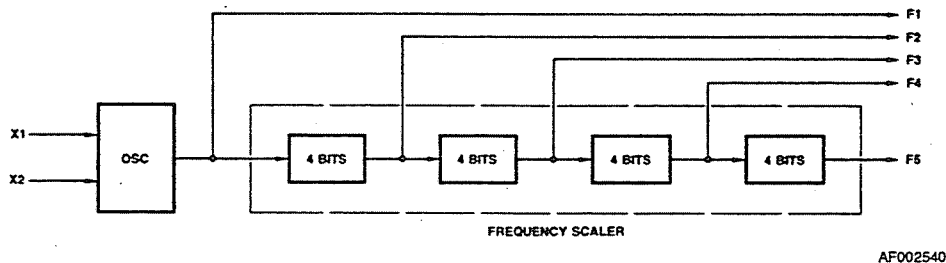 F1
F2
F3
F4
X1
OSC
4 BITS
4 BITS
4 BITS
4 BITS
F5
X2
FREQUENCY SCALER
AF002540